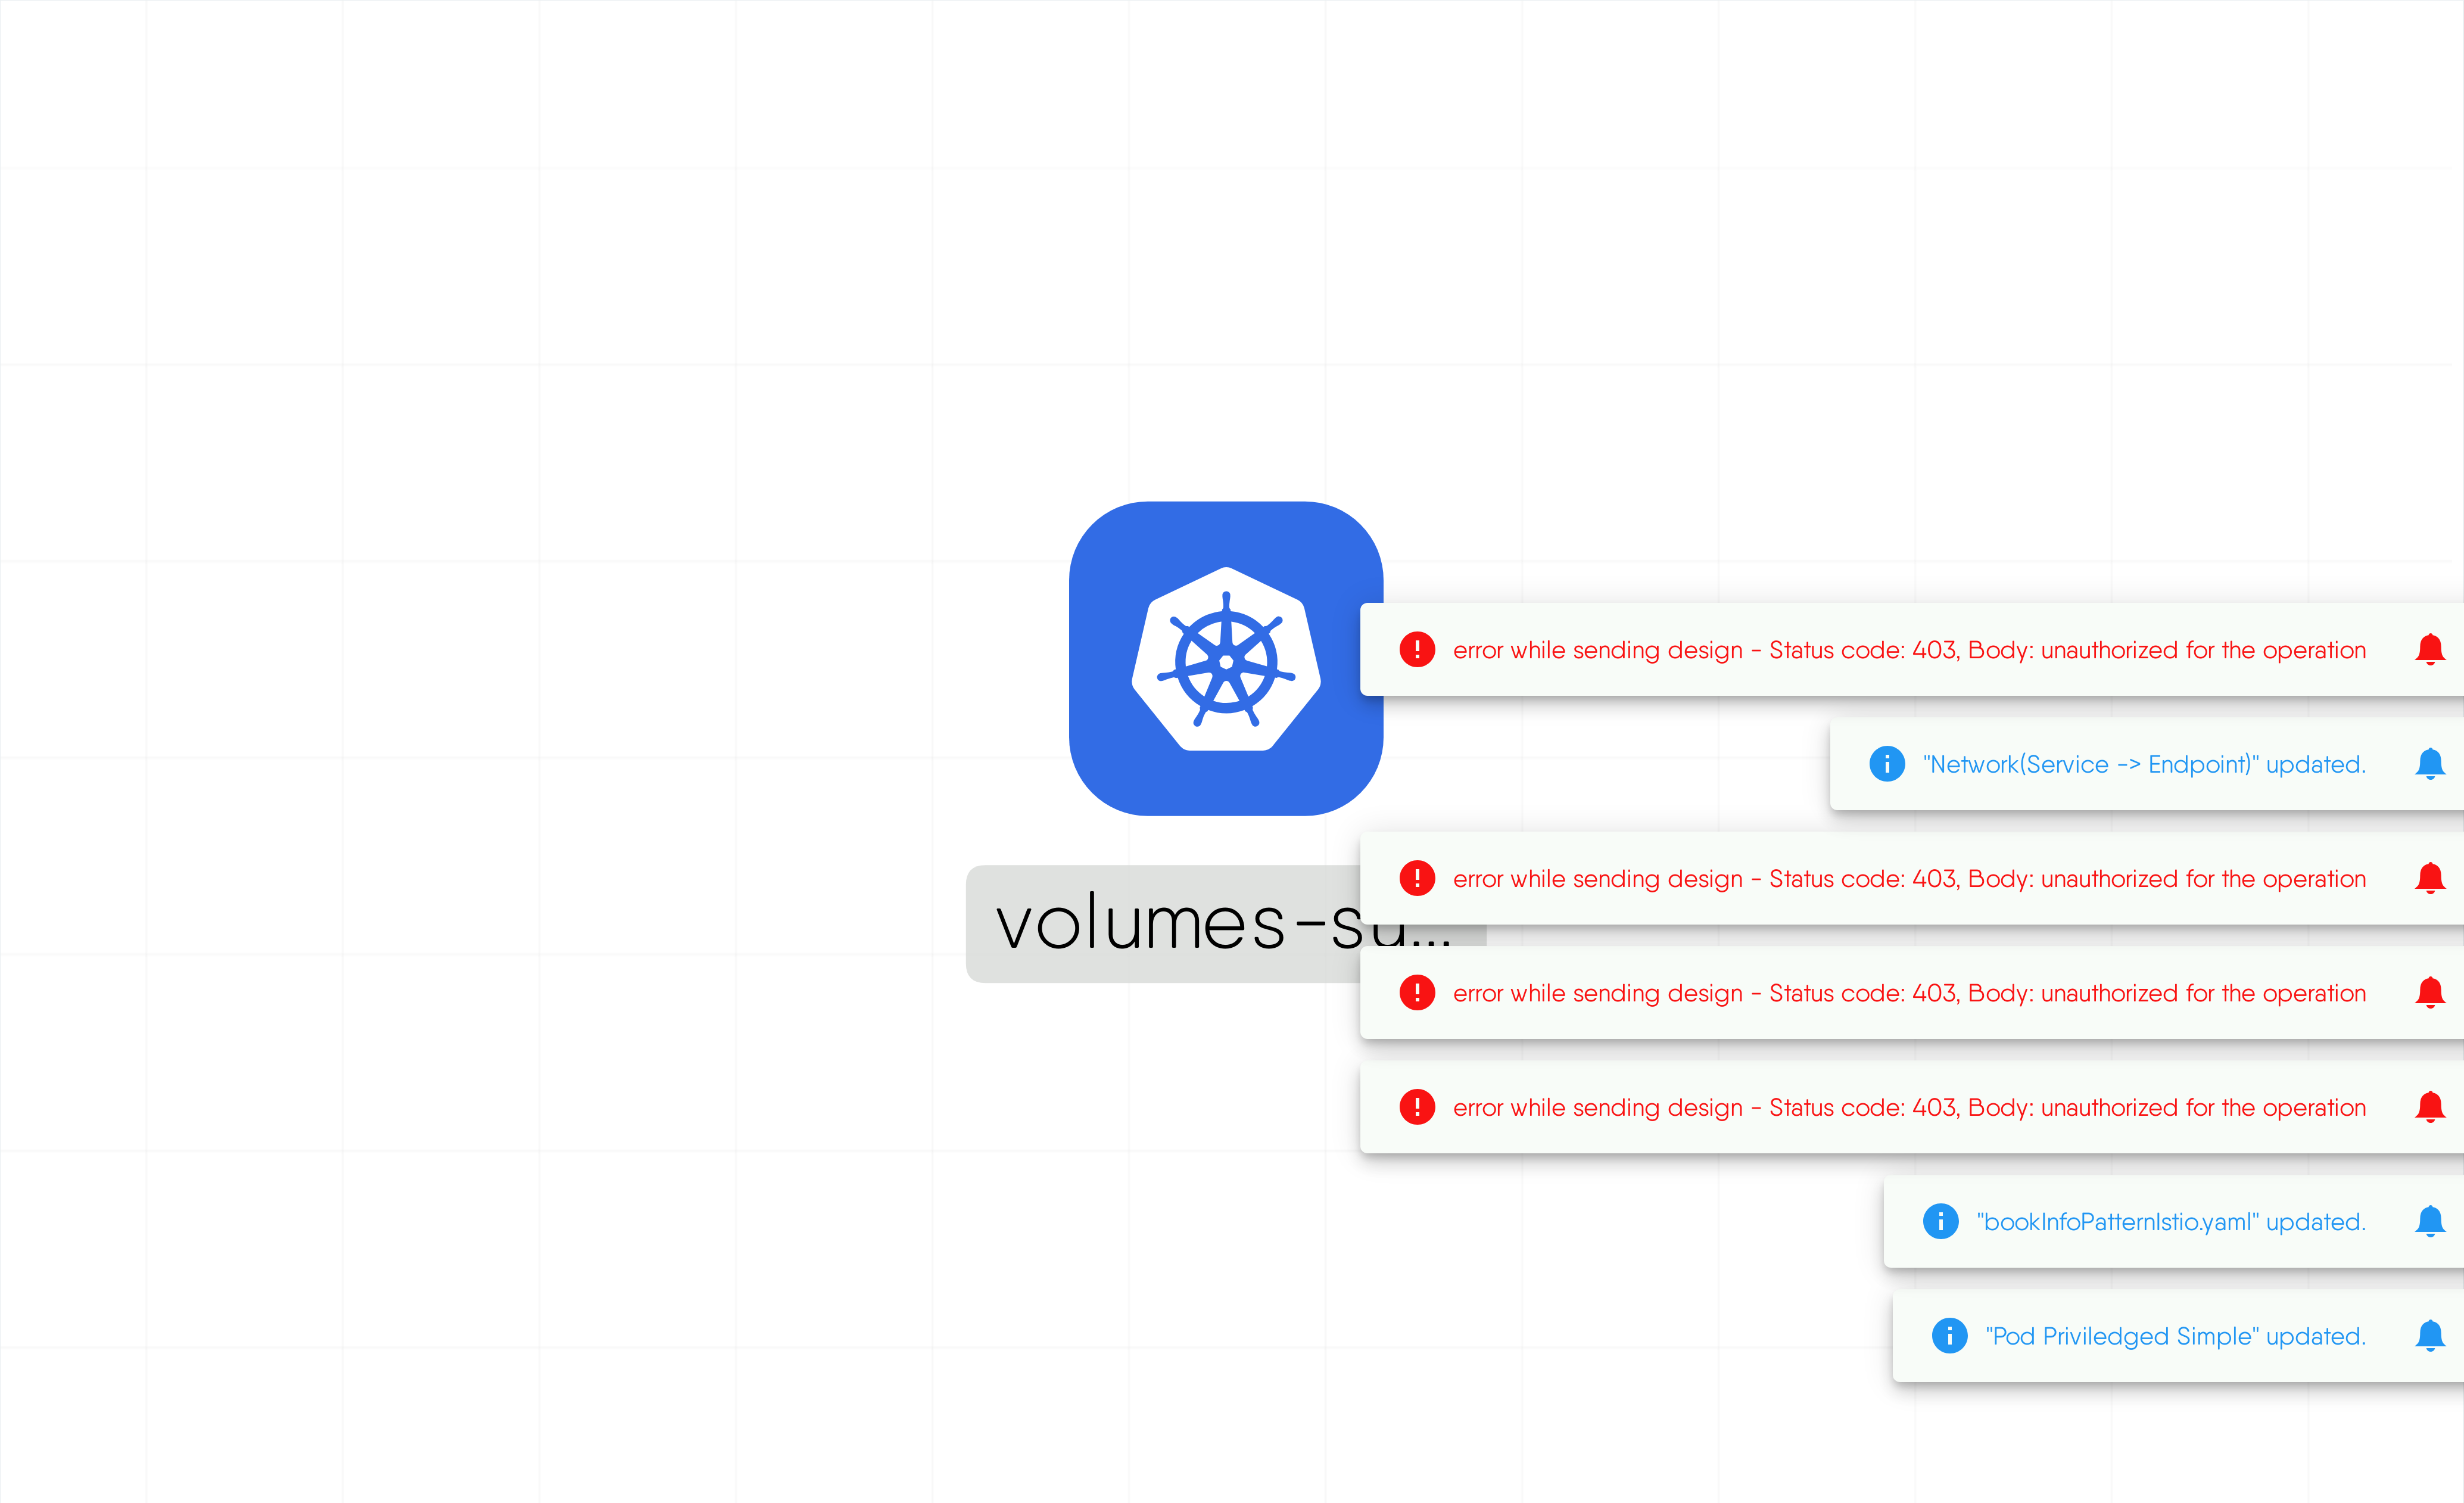 error while sending design - Status code: 403, Body: unauthorized for the operation
"Network(Service -> Endpoint)" updated.
error while sending design - Status code: 403, Body: unauthorized for the operation
volumes-su...
error while sending design - Status code: 403, Body: unauthorized for the operation
error while sending design - Status code: 403, Body: unauthorized for the operation
"bookInfoPatternIstio.yaml" updated.
"Pod Priviledged Simple" updated.